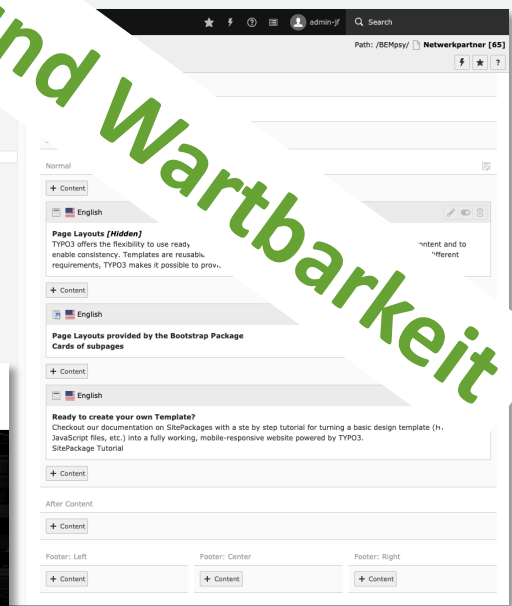 admin-jf Search
Path: /BEMpsy/ Netwerkpartner [65]
?
nd Wartbarkeit
Normal
+ Content
English
Page Layouts [Hidden]
TYPO3 offers the flexibility to use ready
enable consistency. Templates are
requirements, TYPO3 makes it possible to
and to
+ Content
English
Page Layouts provided by the Bootstrap Package
Cards of subpages
+ Content
English
Ready to create your own Template?
Checkout our documentation on SitePackages with a ste by step tutorial for turning a basic design template
JavaScript files, etc.) into a fully working, mobile-responsive website powered by TYPO3.
SitePackage Tutorial
+ Content
After Content
+ Content
Footer: Left Footer: Center Footer: Right
+ Content + Content + Content